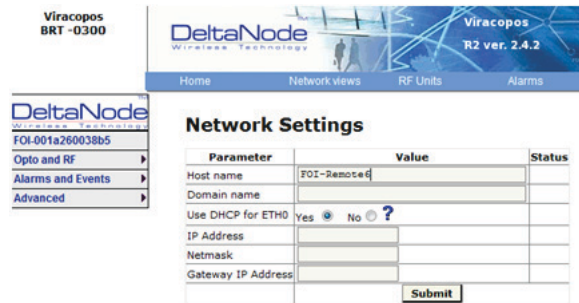 Viracopos
BRT -0300
DeltaNode
Wireless Technology
Viracopos
R2 ver. 2.4.2
Home Network views RF Units Alarms
DeltaNode
Wireless Technology
FOI-001a260038b5
Opto and RF
Alarms and Events
Advanced
Network Settings
Parameter Value Status
Host name FOI-Remote6
Domain name
Use DHCP for ETH0 Yes No ?
IP Address
Netmask
Gateway IP Address
Submit